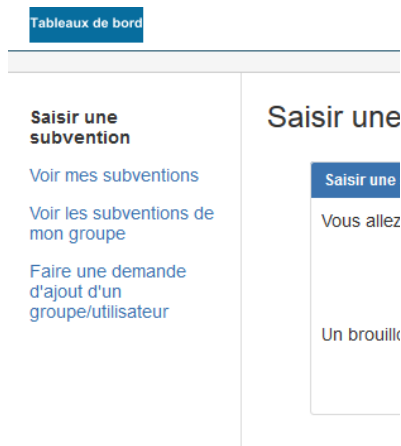 Tableaux de bord
Saisir une
subvention
Voir mes subventions
Voir les subventions de
mon groupe
Faire une demande
d'ajout d'un
groupe/utilisateur
Saisir une
Saisir une
Vous allez
Un brouillo